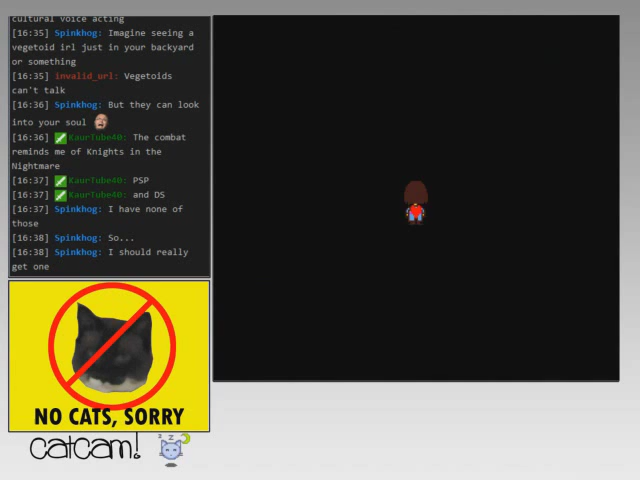 cultural voice acting
[16:35] Spinkhog: Imagine seeing a
vegetoid irl just in your backyard
or something
[16:35] invalid_url: Vegetoids
can't talk
[16:36] Spinkhog: But they can look
into your soul
[16:36] KaurTube40: The combat
reminds me of Knights in the
Nightmare
[16:37] KaurTube40: PSP
[16:37] KaurTube40: and DS
[16:37] Spinkhog: I have none of
those
[16:38] Spinkhog: So...
[16:38] Spinkhog: I should really
get one
NO CATS, SORRY
catcam!
z z z